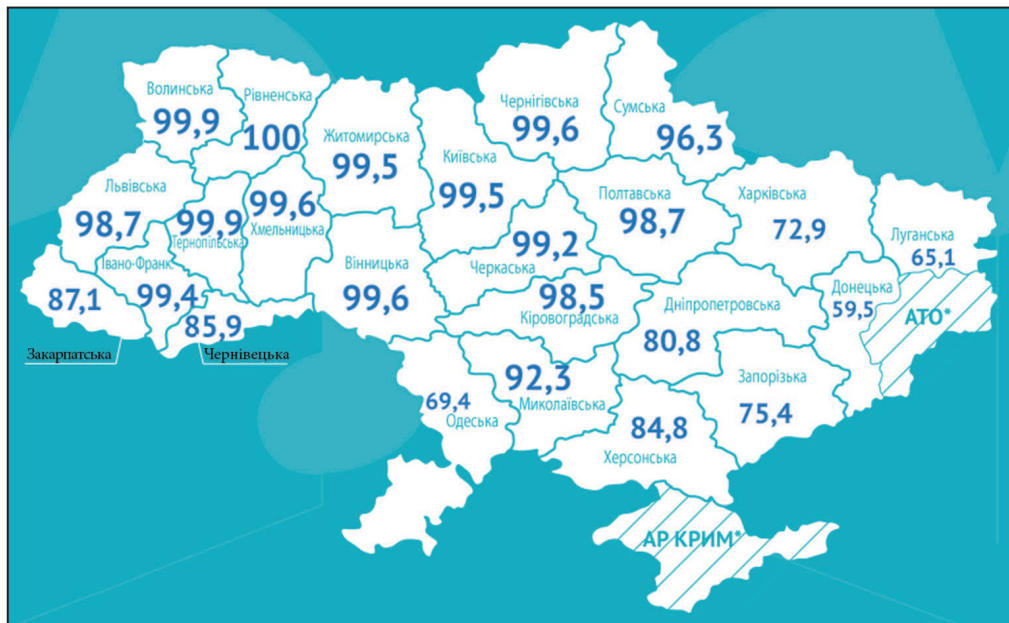 Волинська
99,9
Рівненська
100
Житомирська
99,5
Київська
99,5
Чернігівська
99,6
Сумська
96,3
Львівська
98,7
99,9
Тернопільська
99,6
Хмельницька
Вінницька
99,6
99,2
Черкаська
Полтавська
98,7
Харківська
72,9
Луганська
65,1
87,1
Закарпатська
Івано-Франк.
99,4
85,9
Чернівецька
98,5
Кіровоградська
Дніпропетровська
80,8
Донецька
59,5
АТО*
69,4
Одеська
92,3
Миколаївська
84,8
Херсонська
Запорізька
75,4
АР КРИМ*